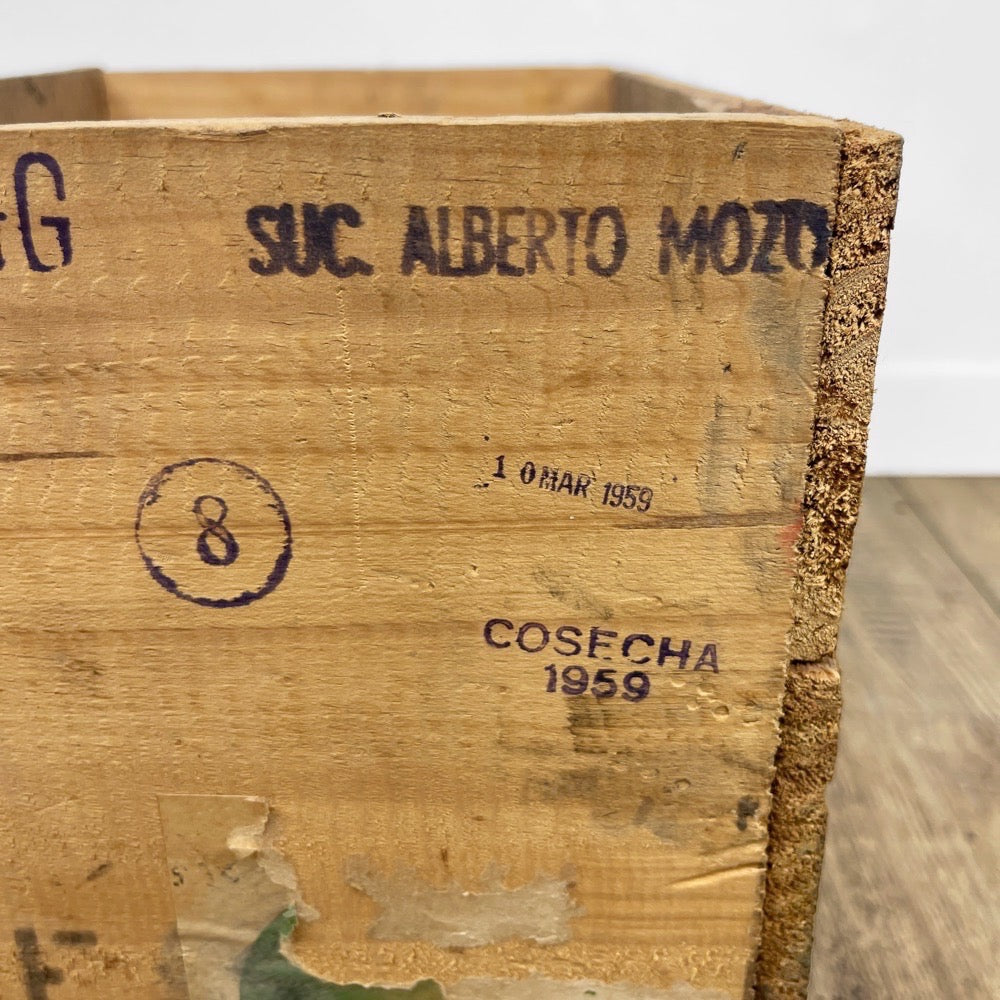 G
SUC. ALBERTO MOZO
10 MAR 1959
8
COSECHA
1959